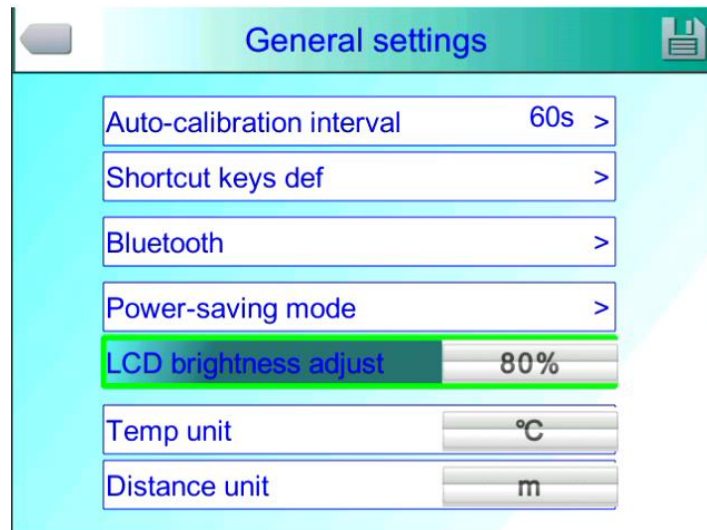 General settings
Auto-calibration interval 60s >
Shortcut keys def >
Bluetooth >
Power-saving mode >
LCD brightness adjust 80%
Temp unit °C
Distance unit m